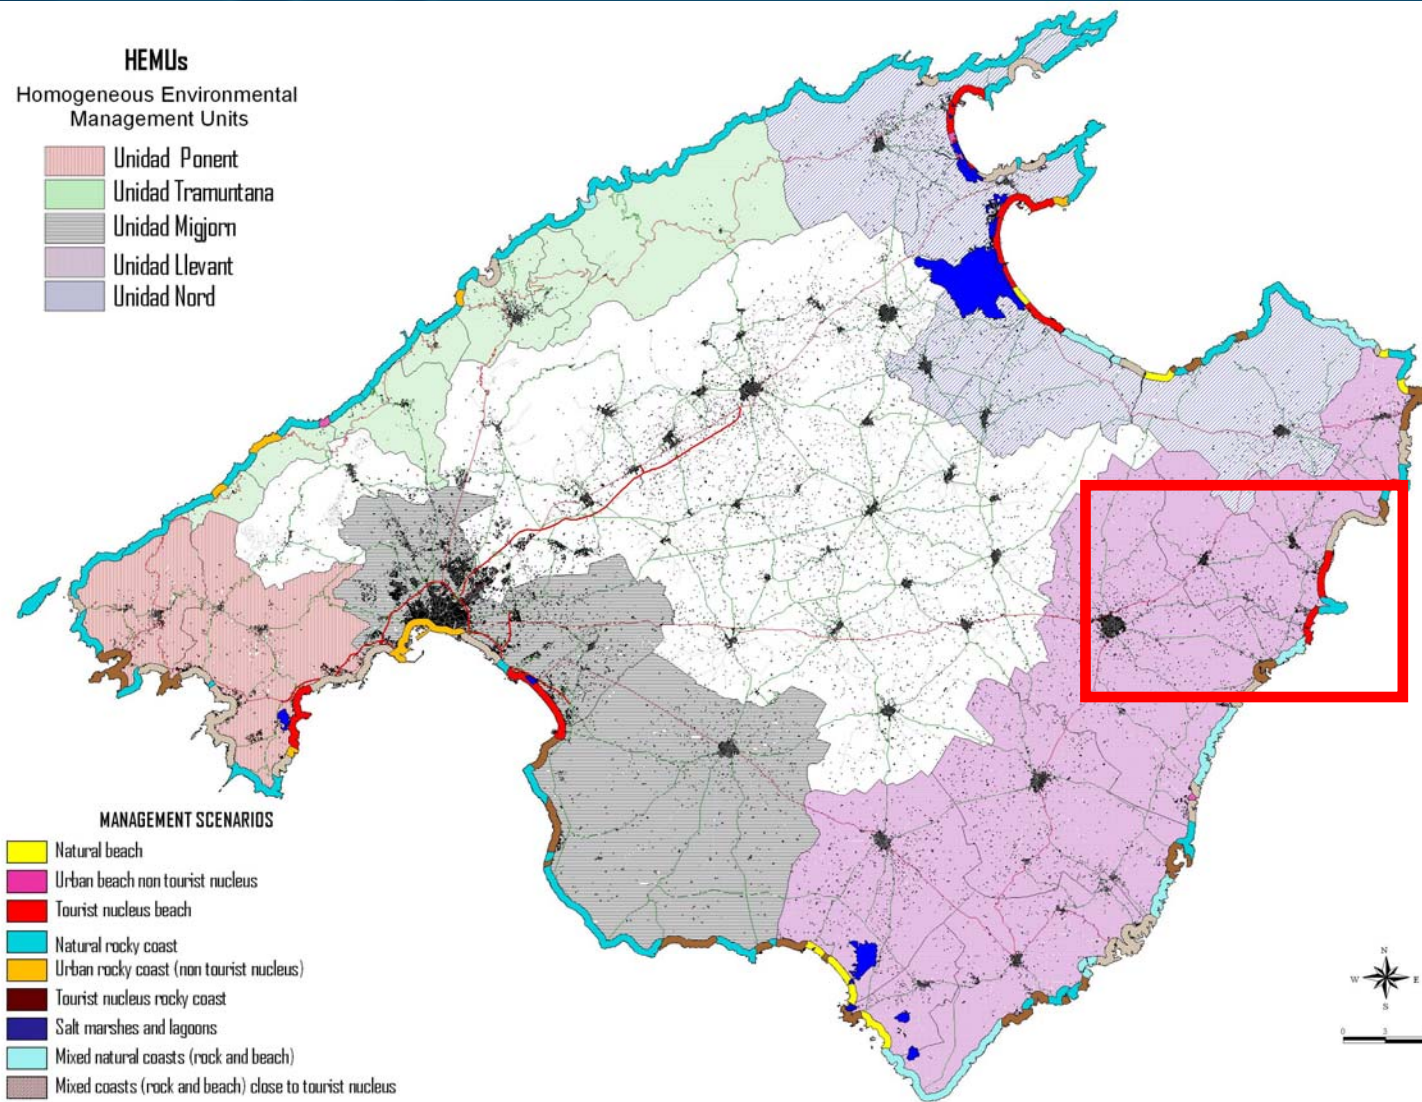 HEMUs
Homogeneous Environmental
Management Units
Unidad Ponent
Unidad Tramuntana
Unidad Migjorn
Unidad Llevant
Unidad Nord
MANAGEMENT SCENARIOS
Natural beach
Urban beach non tourist nucleus
Tourist nucleus beach
Natural rocky coast
Urban rocky coast (non tourist nucleus)
Tourist nucleus rocky coast
Salt marshes and lagoons
Mixed natural coasts (rock and beach)
Mixed coasts (rock and beach) close to tourist nucleus
N
W E
S
0 3